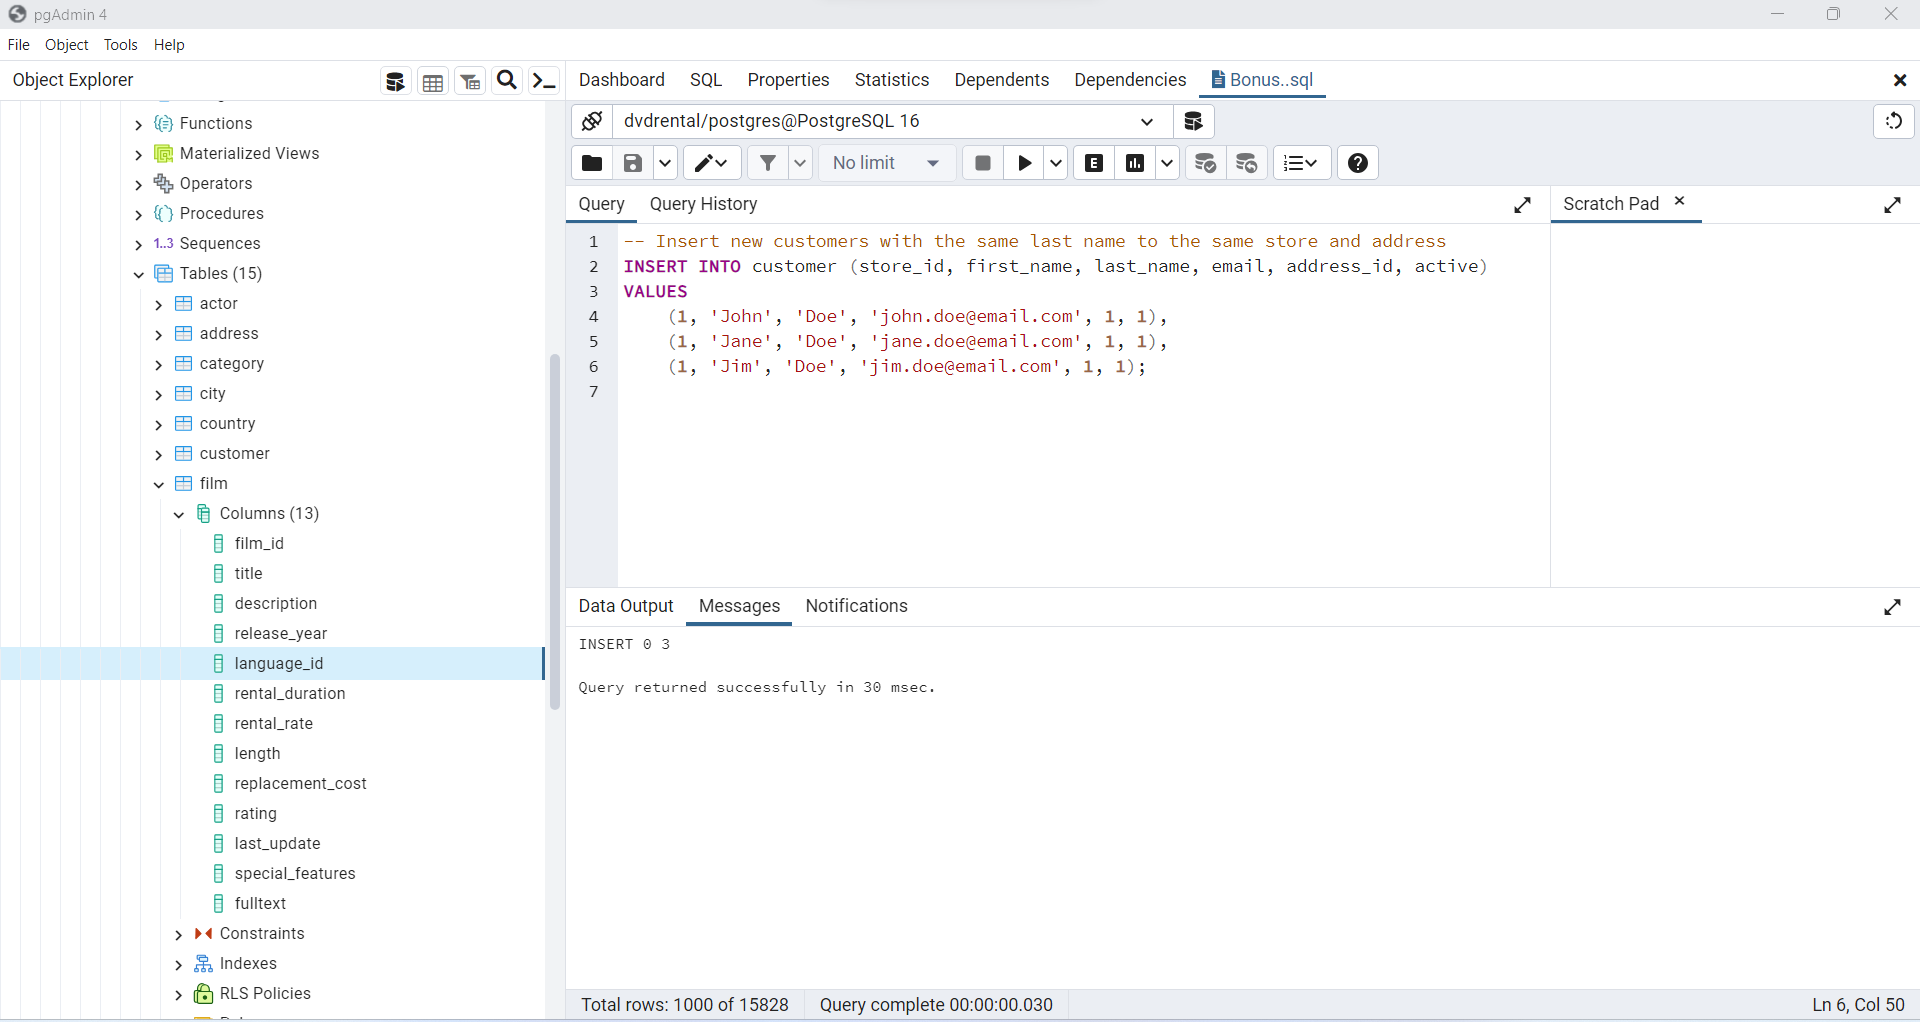 pgAdmin 4
File Object Tools Help
Object Explorer
Dashboard SQL Properties Statistics Dependents Dependencies Bonus..sql
Functions
Materialized Views
Operators
Procedures
1..3 Sequences
Tables (15)
actor
address
category
city
country
customer
film
Columns (13)
film_id
title
description
release_year
language_id
rental_duration
rental_rate
length
replacement_cost
rating
last_update
special_features
fulltext
Constraints
Indexes
RLS Policies
dvdrental/postgres@PostgreSQL 16
No limit
E
Query Query History
Scratch Pad
1 -- Insert new customers with the same last name to the same store and address
2 INSERT INTO customer (store_id, first_name, last_name, email, address_id, active)
3 VALUES
4 (1, 'John', 'Doe', 'john.doe@email.com', 1, 1),
5 (1, 'Jane', 'Doe', 'jane.doe@email.com', 1, 1),
6 (1, 'Jim', 'Doe', 'jim.doe@email.com', 1, 1);
7
Data Output Messages Notifications
INSERT 0 3
Query returned successfully in 30 msec.
Total rows: 1000 of 15828 Query complete 00:00:00.030 Ln 6, Col 50